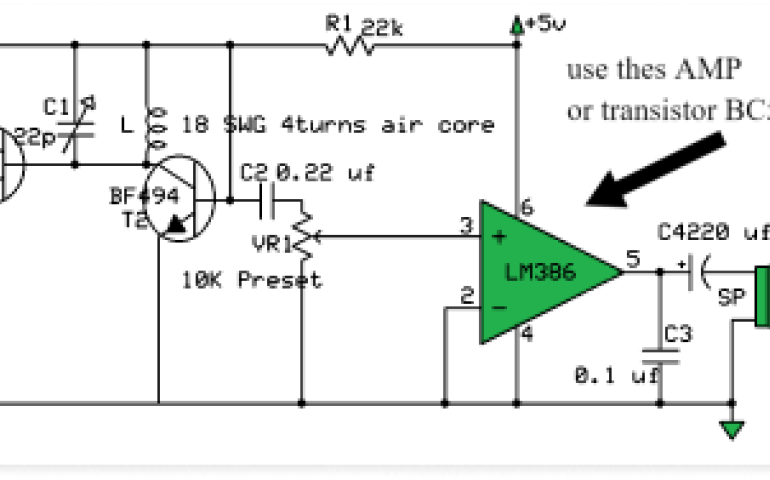 R1 22k
+5v
use thes AMP
or transistor BC
C1
22p
L 18 SWG 4turns air core
C2 0.22 uf
BF494
T2
VR1
10K Preset
3
+
6
2
4
LM386
5
C4220 uf
+
SP
C3
0.1 uf